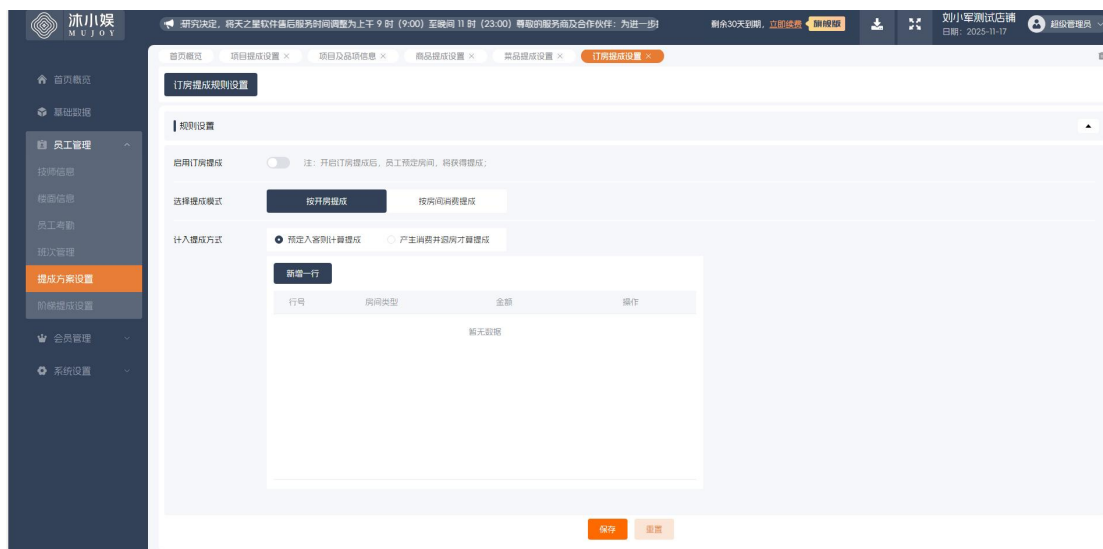 沐小娱
MUJOY
研究决定，将天之星软件售后服务时间调整为上午 9 时 (9:00) 至晚间 11 时 (23:00) 尊敬的服务商及合作伙伴：为进一步
剩余30天到期，立即续费 旗舰版
刘小军测试店铺
日期：2025-11-17
超级管理员
首页概览 项目提成设置 × 项目及品项信息 × 商品提成设置 × 菜品提成设置 × 订房提成设置 ×
首页概览
基础数据
员工管理
技师信息
楼面信息
员工考勤
班次管理
提成方案设置
阶梯提成设置
会员管理
系统设置
订房提成规则设置
规则设置
启用订房提成 注：开启订房提成后，员工预定房间，将获得提成；
选择提成模式 按开房提成 按房间消费提成
计入提成方式 预定入客则计算提成 产生消费并退房才算提成
新增一行
行号 房间类型 金额 操作
暂无数据
保存 重置